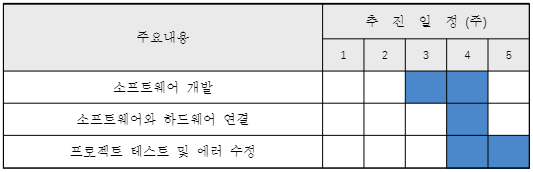 주요내용
추 진 일 정 (주)
1 2 3 4 5
소프트웨어 개발
소프트웨어와 하드웨어 연결
프로젝트 테스트 및 에러 수정